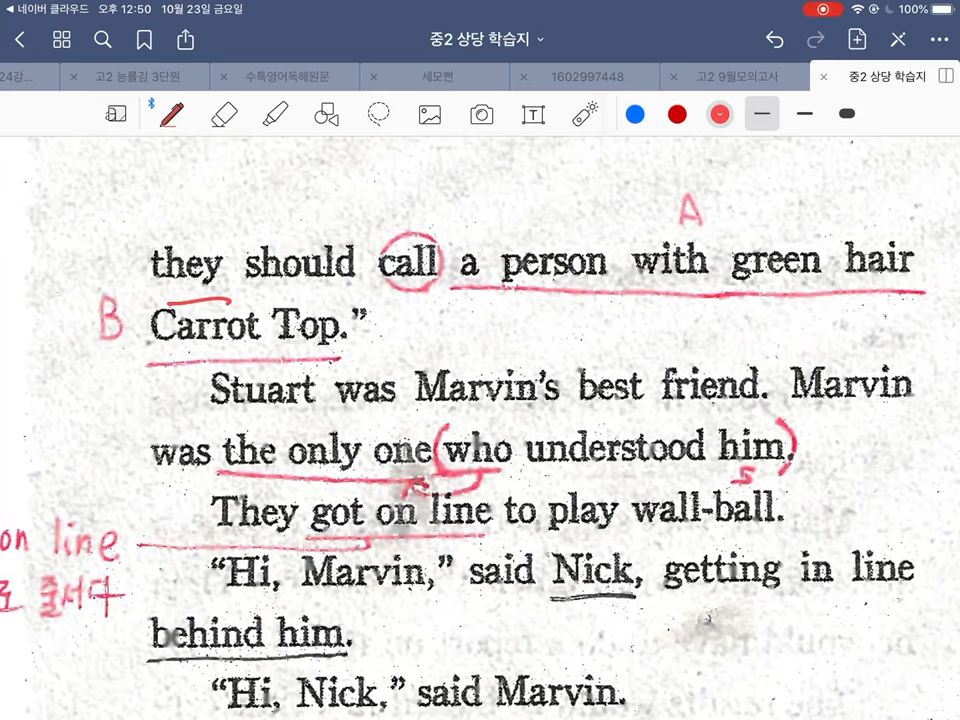 네이버 클라우드 오후 12:50 10월 23일 금요일 100%
중2 상당 학습지
24강... 고2 능률김 3단원 수특영어독해원문 세모삔 1602997448 고2 9월모의고사 중2 상당 학습지
A
they should call a person with green hair
B Carrot Top.”
Stuart was Marvin’s best friend. Marvin
was the only one (who understood him.)
s
They got on line to play wall-ball.
on line
“Hi, Marvin,” said Nick, getting in line
줄서다
behind him.
“Hi, Nick,” said Marvin.